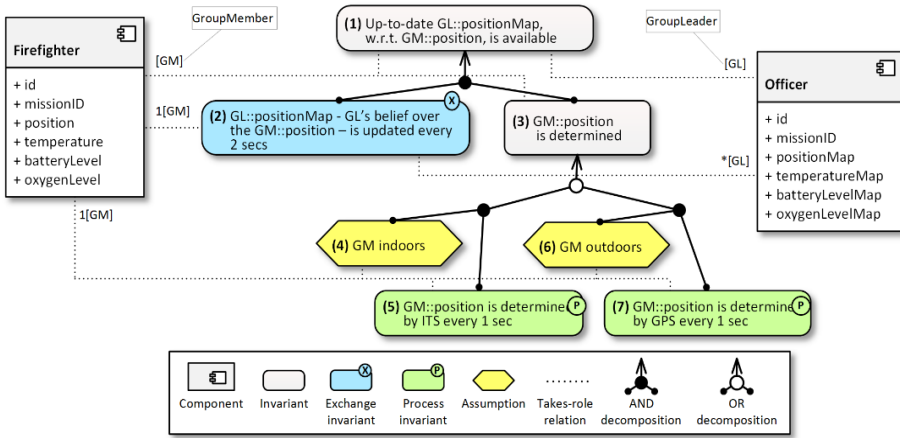 GroupMember
GroupLeader
(1) Up-to-date GL::positionMap,
w.r.t. GM::position, is available
Firefighter
+ id
+ missionID
+ position
+ temperature
+ bateryLevel
+ oxygenLevel
[GM]
[GL]
Officer
+ id
+ missionID
+ positionMap
+ temperatureMap
+ bateryLevelMap
+ oxygenLevelMap
1[GM]
X
(2) GL::positionMap - GL's belief over
the GM::position – is updated every
2 secs
(3) GM::position
is determined
*[GL]
1[GM]
(4) GM indoors
(6) GM outdoors
(5) GM::position is determined
by ITS every 1 sec
P
(7) GM::position is determined
by GPS every 1 sec
P
X
P
Component
Invariant
Exchange
invariant
Process
invariant
Assumption
Takes-role
relation
AND
decomposition
OR
decomposition